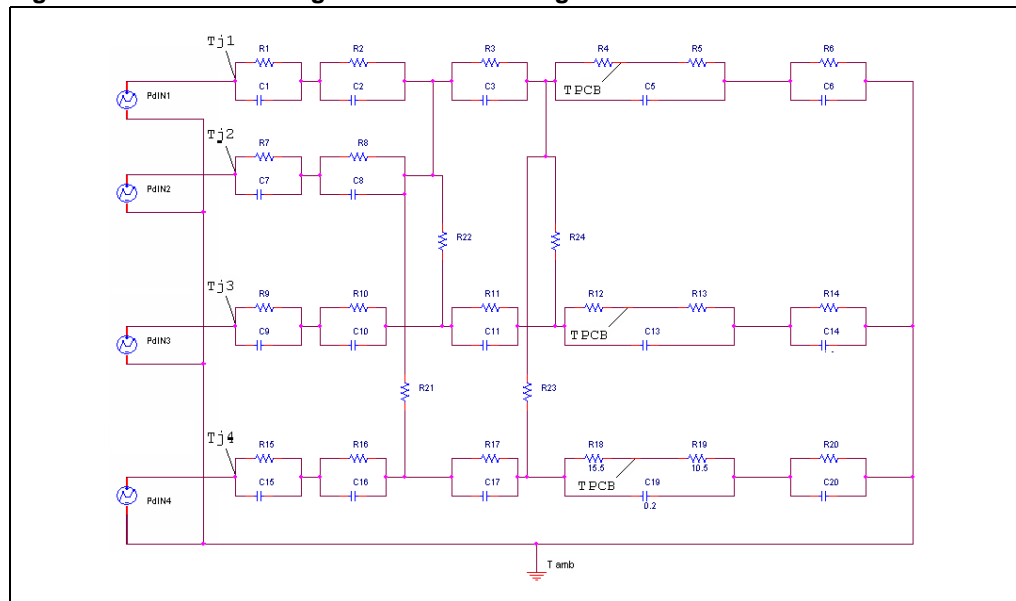 Tj1
R1 R2 R3 R4 R5 R6
C1 C2 C3 TPCB C5 C6
PdIN1
Tj2
R7 R8
C7 C8
PdIN2
R22 R24
Tj3
R9 R10 R11 R12 R13 R14
C9 C10 C11 TPCB C13 C14
PdIN3
R21 R23
Tj4
R15 R16 R17 R18 R19 R20
15.5 10.5
C15 C16 C17 TPCB C19 C20
0.2
PdIN4
T amb